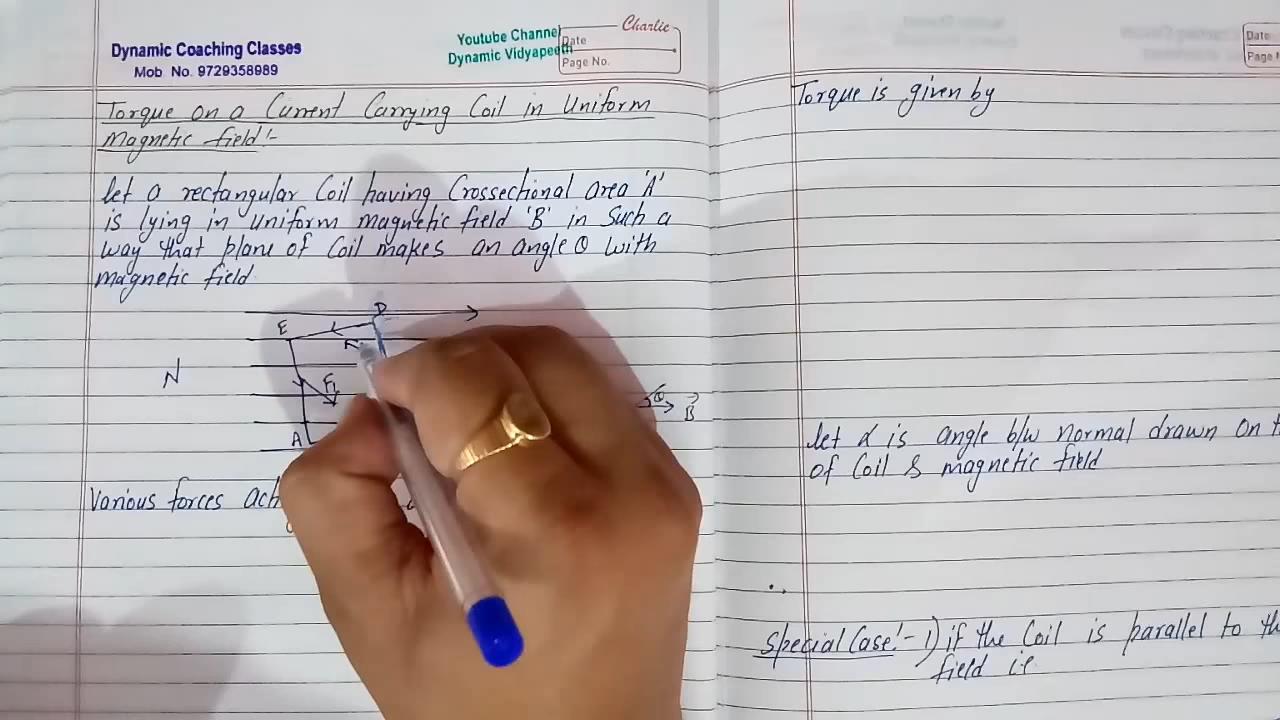 Dynamic Coaching Classes
Mob. No. 9729358989
Youtube Channel
Dynamic Vidyapeeth
Charlie
Date
Page No.
Torque on a Current Carrying Coil in Uniform
Magnetic field:-
let a rectangular Coil having Crossectional area 'A'
is lying in uniform magnetic field 'B' in Such a
way that plane of Coil makes an angle θ with
magnetic field.
D
E
N
F1
A
θ
B
Various forces
Date
Page
Torque is given by
let α is angle b/w normal drawn on
of Coil & magnetic field
Special Case:- 1) if the Coil is parallel to
field ie